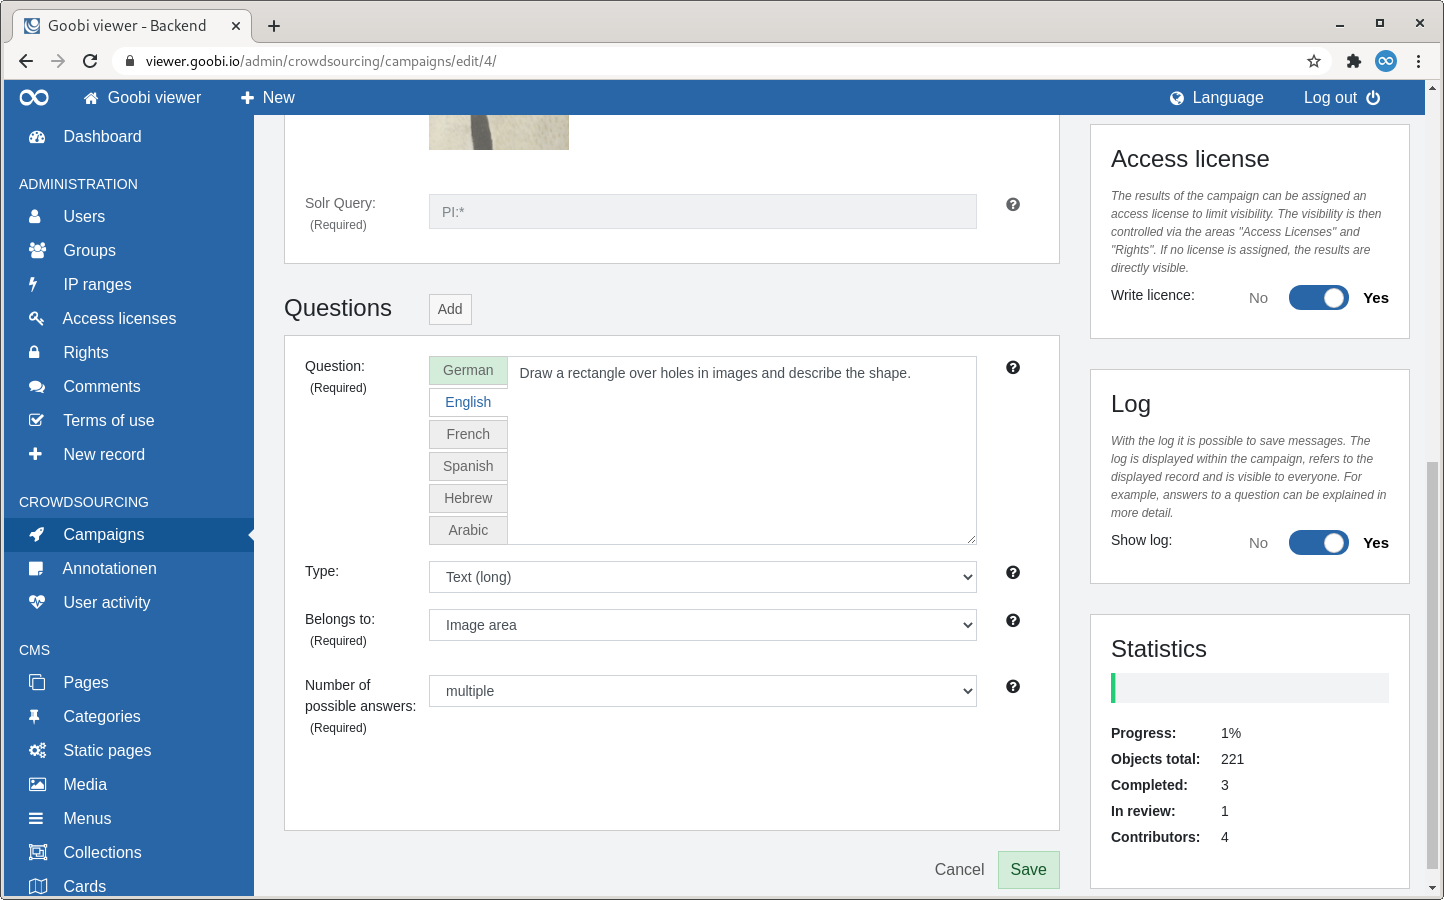 Goobi viewer - Backend
viewer.goobi.io/admin/crowdsourcing/campaigns/edit/4/
Goobi viewer
New
Language
Log out
Dashboard
ADMINISTRATION
Users
Groups
IP ranges
Access licenses
Rights
Comments
Terms of use
New record
CROWDSOURCING
Campaigns
Annotationen
User activity
CMS
Pages
Categories
Static pages
Media
Menus
Collections
Cards
Solr Query:
(Required)
PI:*
Questions
Add
Question:
(Required)
German
English
French
Spanish
Hebrew
Arabic
Draw a rectangle over holes in images and describe the shape.
Type:
Text (long)
Belongs to:
(Required)
Image area
Number of
possible answers:
(Required)
multiple
Cancel
Save
Access license
The results of the campaign can be assigned an
access license to limit visibility. The visibility is then
controlled via the areas "Access Licenses" and
"Rights". If no license is assigned, the results are
directly visible.
Write licence:
No
Yes
Log
With the log it is possible to save messages. The
log is displayed within the campaign, refers to the
displayed record and is visible to everyone. For
example, answers to a question can be explained in
more detail.
Show log:
No
Yes
Statistics
Progress: 1%
Objects total: 221
Completed: 3
In review: 1
Contributors: 4